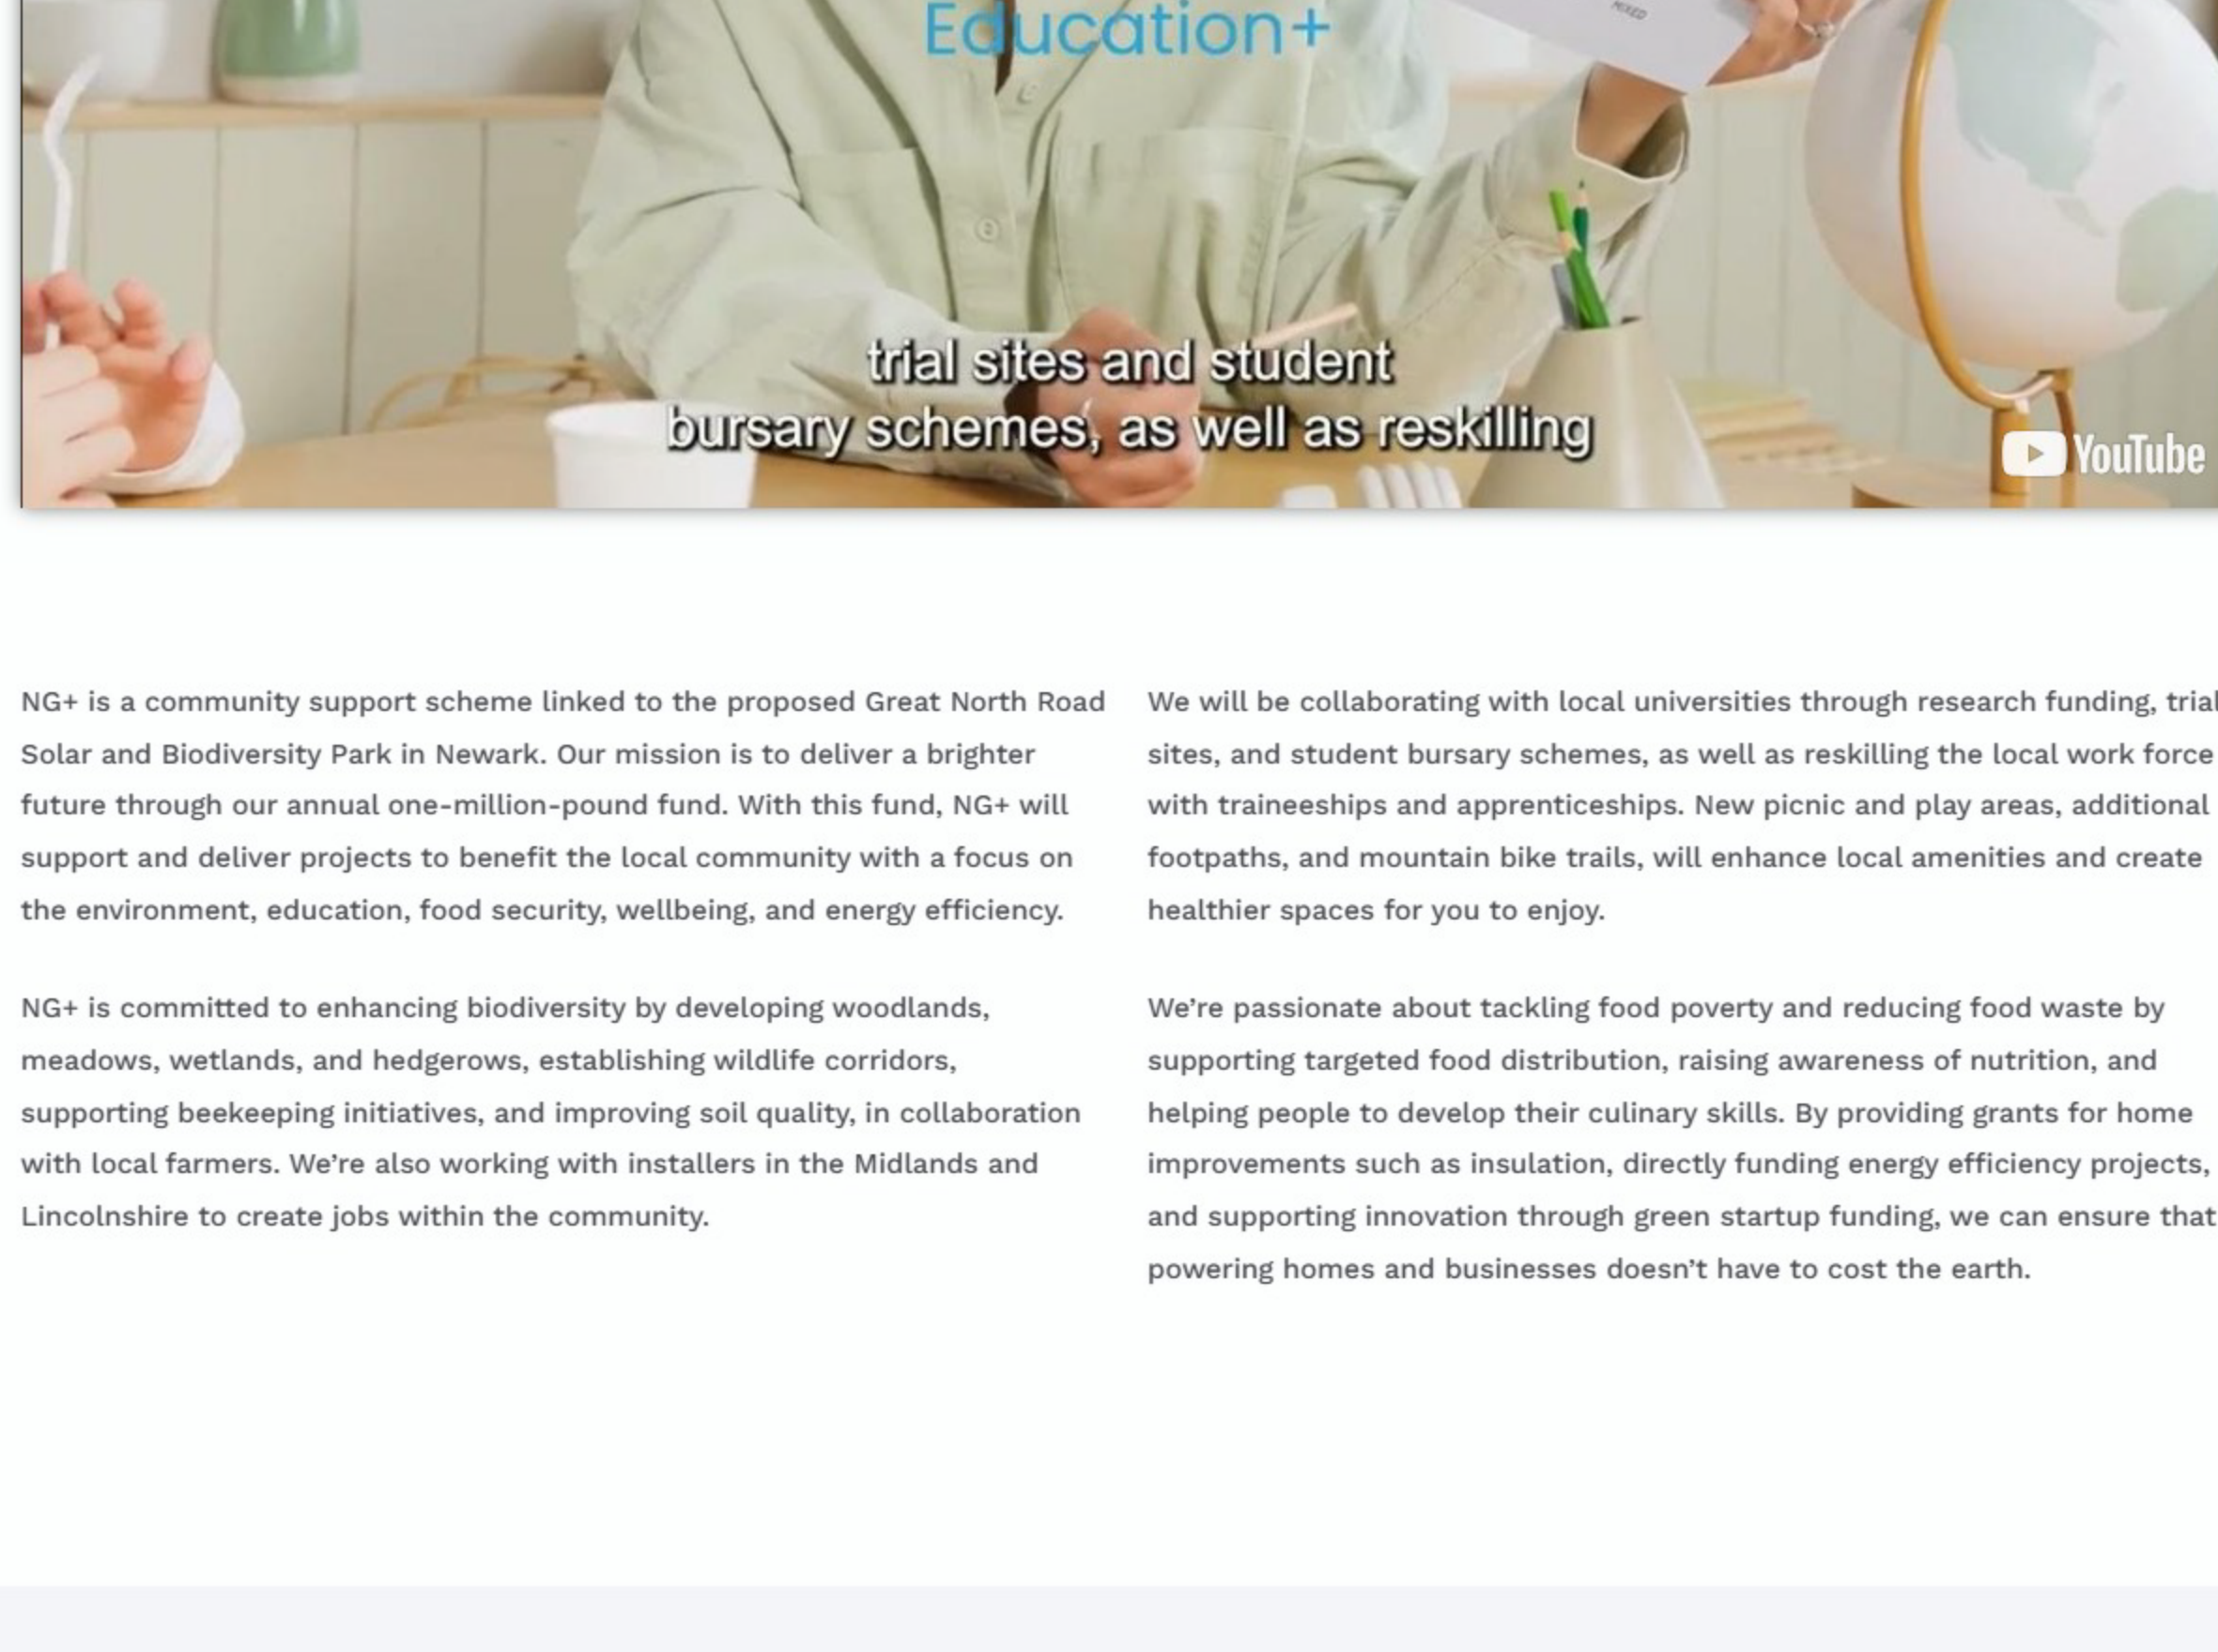 Education+
MIXED
trial sites and student
bursary schemes, as well as reskilling
YouTube
NG+ is a community support scheme linked to the proposed Great North Road
Solar and Biodiversity Park in Newark. Our mission is to deliver a brighter
future through our annual one-million-pound fund. With this fund, NG+ will
support and deliver projects to benefit the local community with a focus on
the environment, education, food security, wellbeing, and energy efficiency.
NG+ is committed to enhancing biodiversity by developing woodlands,
meadows, wetlands, and hedgerows, establishing wildlife corridors,
supporting beekeeping initiatives, and improving soil quality, in collaboration
with local farmers. We’re also working with installers in the Midlands and
Lincolnshire to create jobs within the community.
We will be collaborating with local universities through research funding, trial
sites, and student bursary schemes, as well as reskilling the local work force
with traineeships and apprenticeships. New picnic and play areas, additional
footpaths, and mountain bike trails, will enhance local amenities and create
healthier spaces for you to enjoy.
We’re passionate about tackling food poverty and reducing food waste by
supporting targeted food distribution, raising awareness of nutrition, and
helping people to develop their culinary skills. By providing grants for home
improvements such as insulation, directly funding energy efficiency projects,
and supporting innovation through green startup funding, we can ensure that
powering homes and businesses doesn’t have to cost the earth.